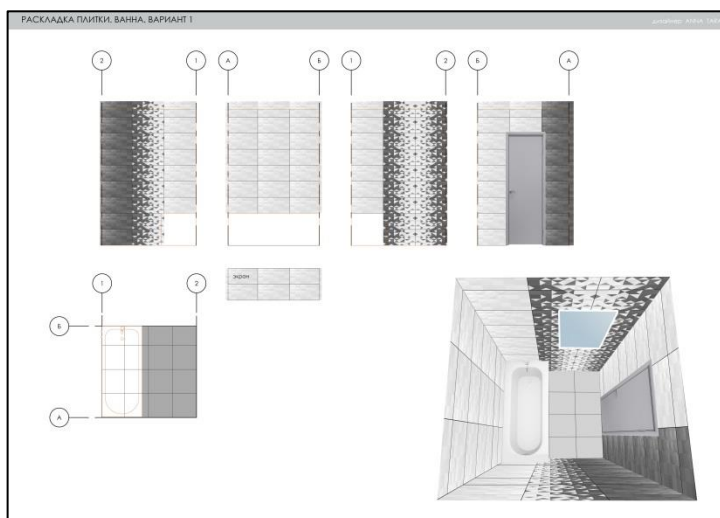 РАСКЛАДКА ПЛИТКИ. ВАННА. ВАРИАНТ 1
2 1 А Б 1 2 Б А
экран
1 2
Б
А